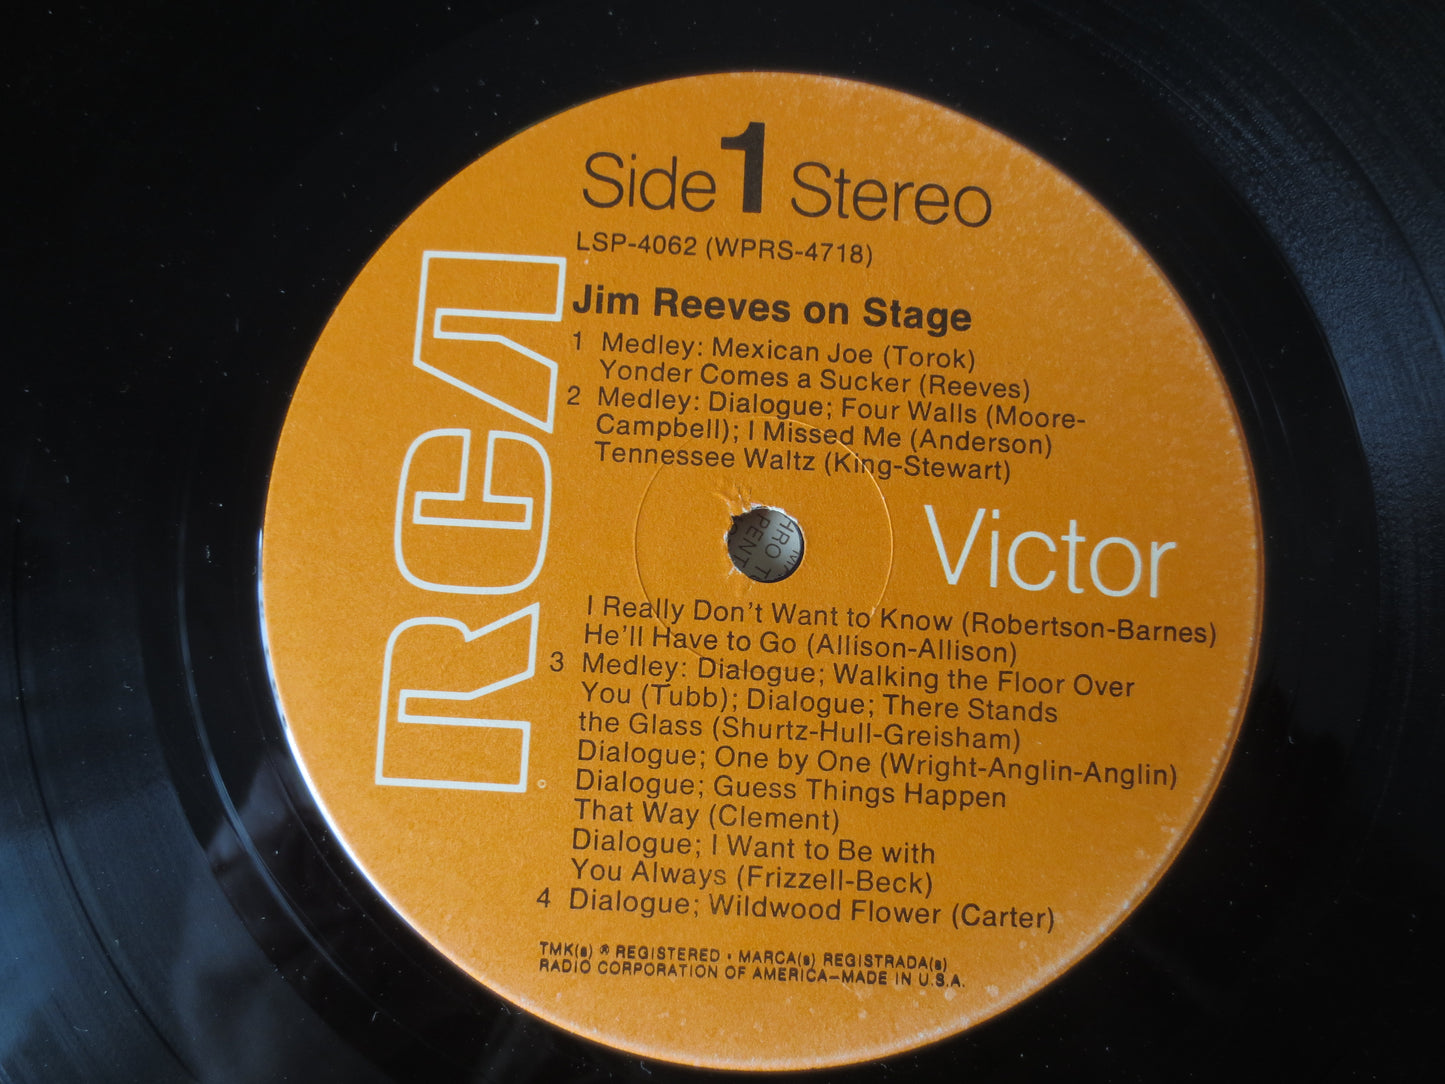 Side 1 Stereo
LSP-4062 (WPRS-4718)
Jim Reeves on Stage
1 Medley: Mexican Joe (Torok)
Yonder Comes a Sucker (Reeves)
2 Medley: Dialogue; Four Walls (Moore-
Campbell); I Missed Me (Anderson)
Tennessee Waltz (King-Stewart)
RCA
Victor
I Really Don't Want to Know (Robertson-Barnes)
He'll Have to Go (Allison-Allison)
3 Medley: Dialogue; Walking the Floor Over
You (Tubb); Dialogue; There Stands
the Glass (Shurtz-Hull-Greisham)
Dialogue; One by One (Wright-Anglin-Anglin)
Dialogue; Guess Things Happen
That Way (Clement)
Dialogue; I Want to Be with
You Always (Frizzell-Beck)
4 Dialogue; Wildwood Flower (Carter)
TMK(s) ® REGISTERED • MARCA(s) REGISTRADA(s)
RADIO CORPORATION OF AMERICA–MADE IN U.S.A.